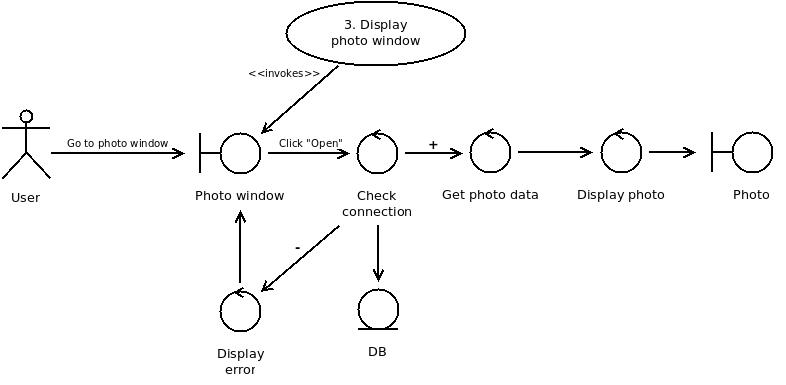 3. Display
photo window
<<invokes>>
Go to photo window
Click "Open"
+
User
Photo window
Check
connection
Get photo data
Display photo
Photo
-
Display
error
DB